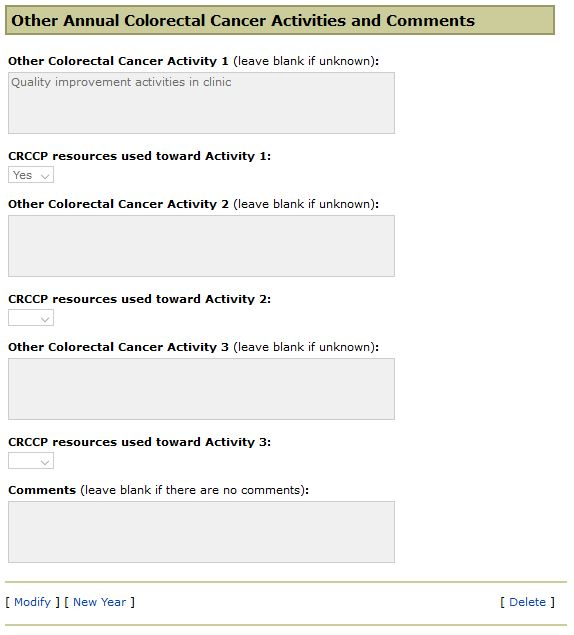 Other Annual Colorectal Cancer Activities and Comments
Other Colorectal Cancer Activity 1 (leave blank if unknown):
Quality improvement activities in clinic
CRCCP resources used toward Activity 1:
Yes
Other Colorectal Cancer Activity 2 (leave blank if unknown):
CRCCP resources used toward Activity 2:
Other Colorectal Cancer Activity 3 (leave blank if unknown):
CRCCP resources used toward Activity 3:
Comments (leave blank if there are no comments):
[ Modify ] [ New Year ] [ Delete ]